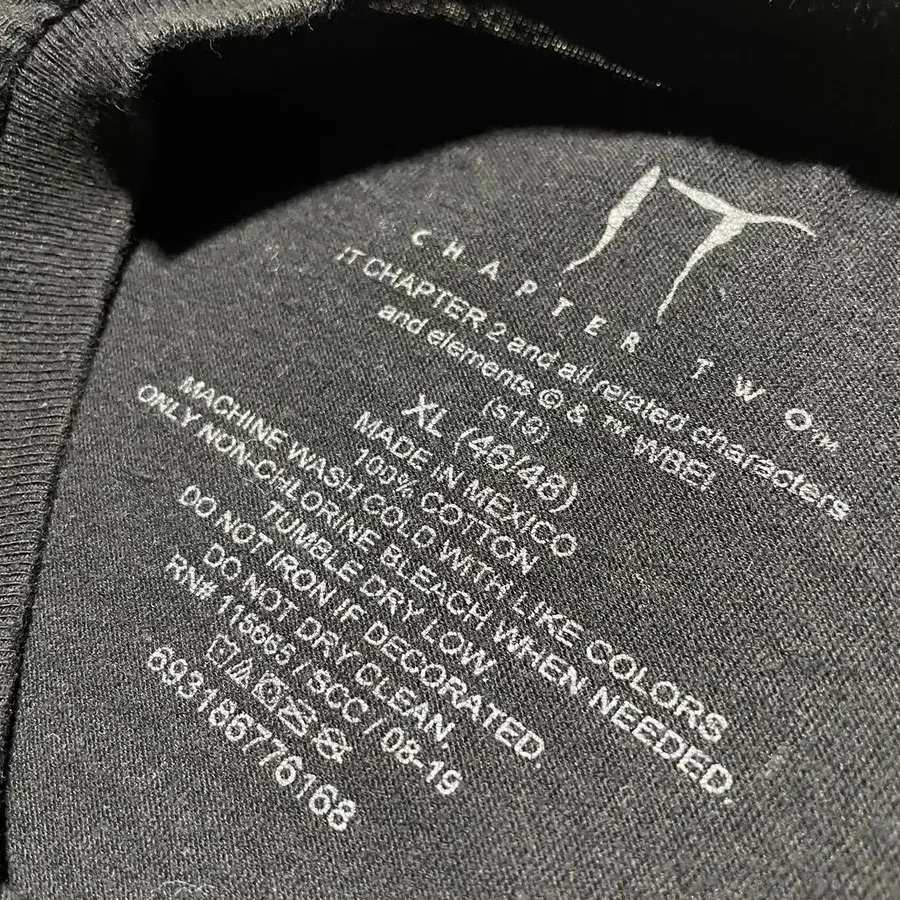 IT
CHAPTER TWO™
IT CHAPTER 2 and all related characters
and elements © & ™ WBEI
(s19)
XL (46/48)
MADE IN MEXICO
100% COTTON
MACHINE WASH COLD WITH LIKE COLORS
ONLY NON-CHLORINE BLEACH WHEN NEEDED.
TUMBLE DRY LOW.
DO NOT IRON IF DECORATED.
DO NOT DRY CLEAN.
RN# 115665 / SCC / 08-19
693186776168